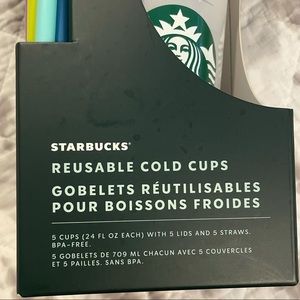 STARBUCKS®
REUSABLE COLD CUPS
GOBELETS RÉUTILISABLES
POUR BOISSONS FROIDES
5 CUPS (24 FL OZ EACH) WITH 5 LIDS AND 5 STRAWS.
BPA-FREE.
5 GOBELETS DE 709 ML CHACUN AVEC 5 COUVERCLES
ET 5 PAILLES. SANS BPA.